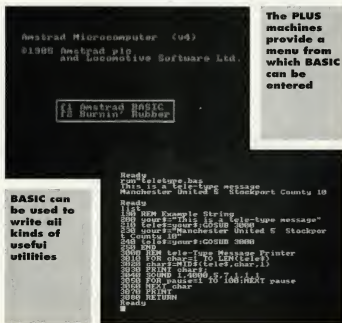 Amstrad Microcomputer (v4)
©1985 Amstrad plc
and Locomotive Software Ltd.
f1 Amstrad BASIC
f2 Burnin' Rubber
The PLUS
machines
provide a
menu from
which BASIC
can be
entered
BASIC can
be used to
write all
kinds of
useful
utilities
Ready
run"teletype.bas
This is a tele-type message
Manchester United 5 Stockport County 10
Ready
list
190 REM Example String
200 your$="This is a tele-type message"
210 tele$=your$:GOSUB 3000
230 your$="Manchester United 5 Stockpor
t County 10"
240 tele$=your$:GOSUB 3000
250 END
3000 REM Tele-Type Message Printer
3010 FOR char=1 TO LEN(tele$)
3020 char$=MID$(tele$,char,1)
3030 PRINT char$;
3040 SOUND 1,4000,5,7,1,1,1
3050 FOR pause=1 TO 100:NEXT pause
3060 NEXT char
3070 PRINT
3080 RETURN
Ready